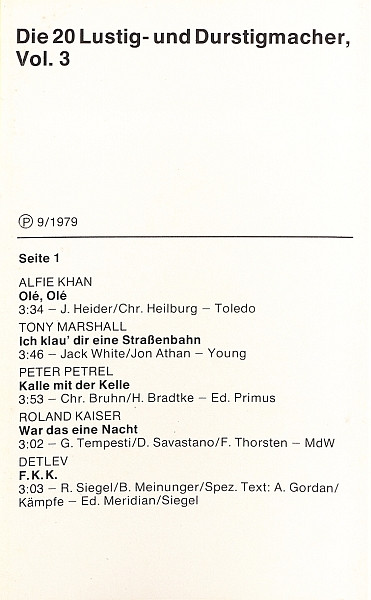 Die 20 Lustig- und Durstigmacher,
Vol. 3
Ⓟ 9/1979
Seite 1
ALFIE KHAN
Olé, Olé
3:34 – J. Heider/Chr. Heilburg – Toledo
TONY MARSHALL
Ich klau' dir eine Straßenbahn
3:46 – Jack White/Jon Athan – Young
PETER PETREL
Kalle mit der Kelle
3:53 – Chr. Bruhn/H. Bradtke – Ed. Primus
ROLAND KAISER
War das eine Nacht
3:02 – G. Tempesti/D. Savastano/F. Thorsten – MdW
DETLEV
F.K.K.
3:03 – R. Siegel/B. Meinunger/Spez. Text: A. Gordan/
Kämpfe – Ed. Meridian/Siegel